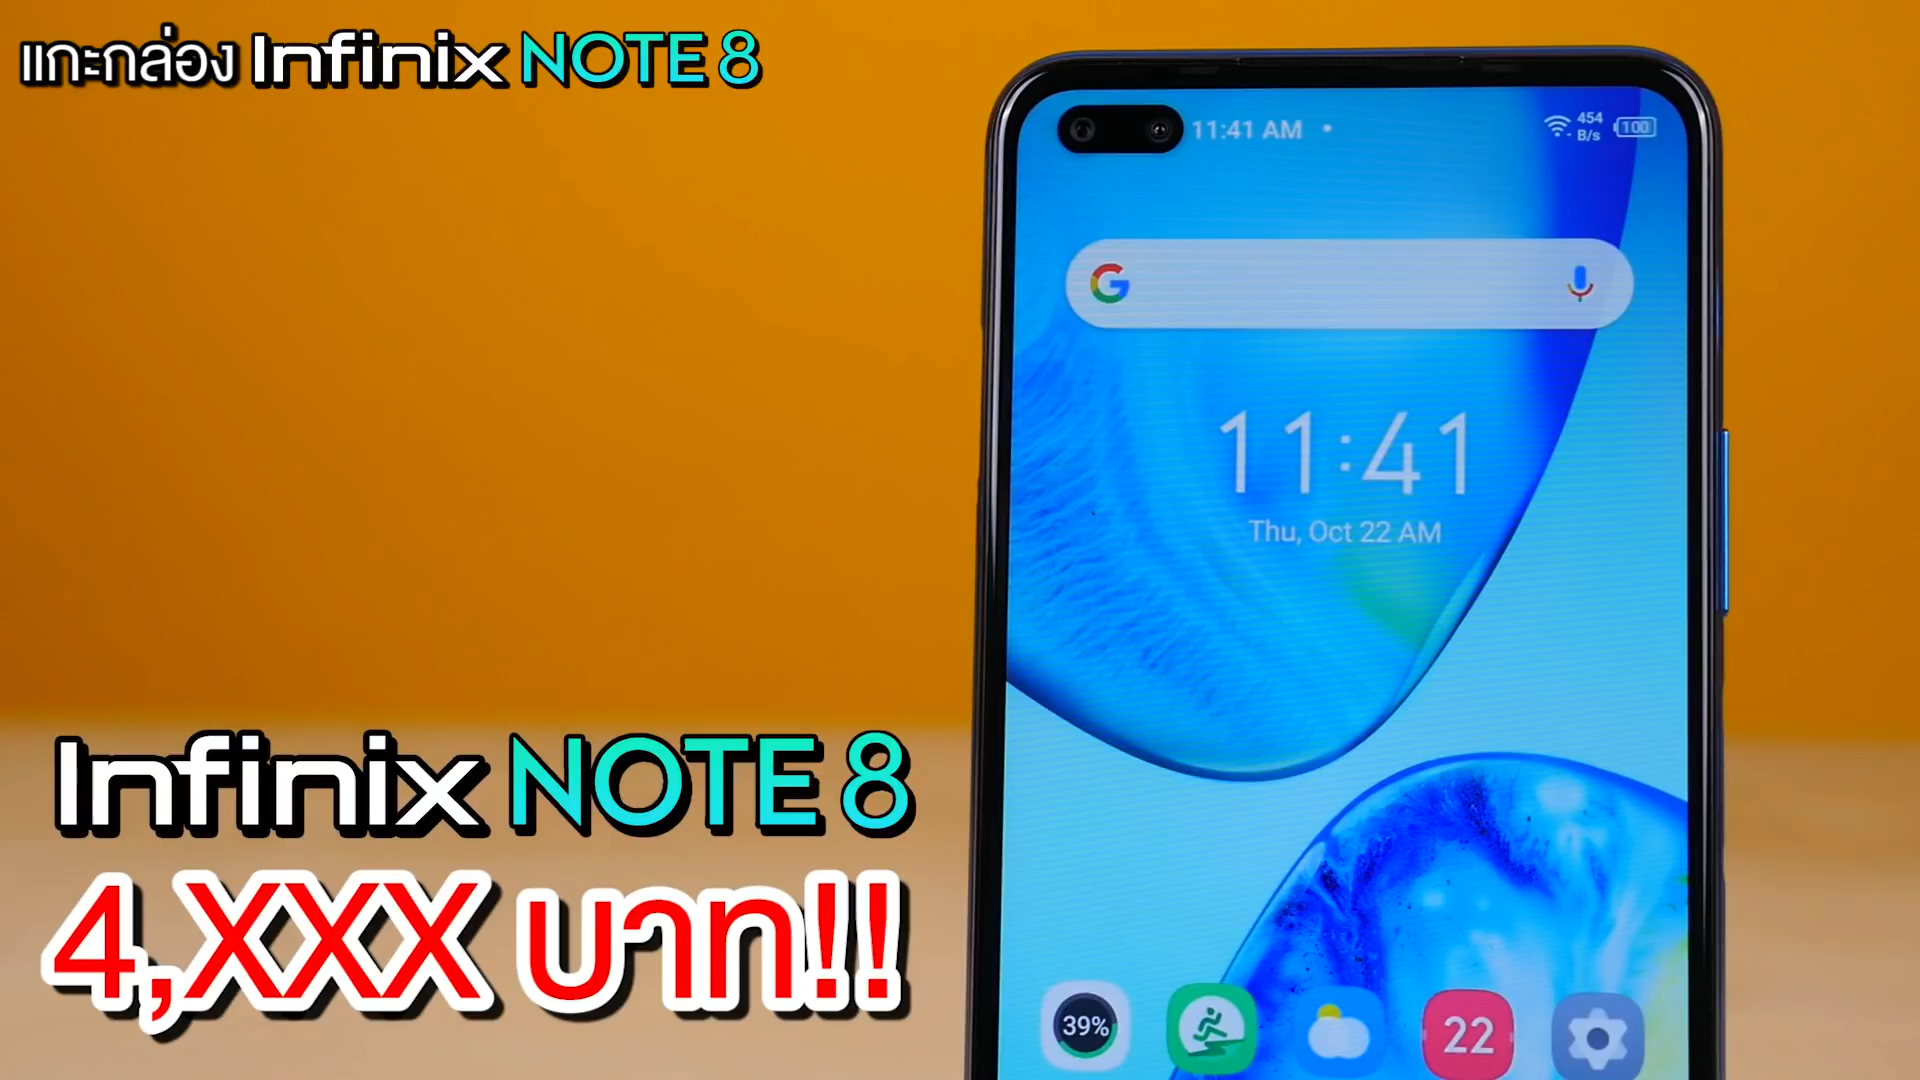 แกะกล่อง Infinix NOTE 8
11:41 AM
454
B/s
100
G
11:41
Thu, Oct 22 AM
Infinix NOTE 8
4,XXX บาท!!
39%
22